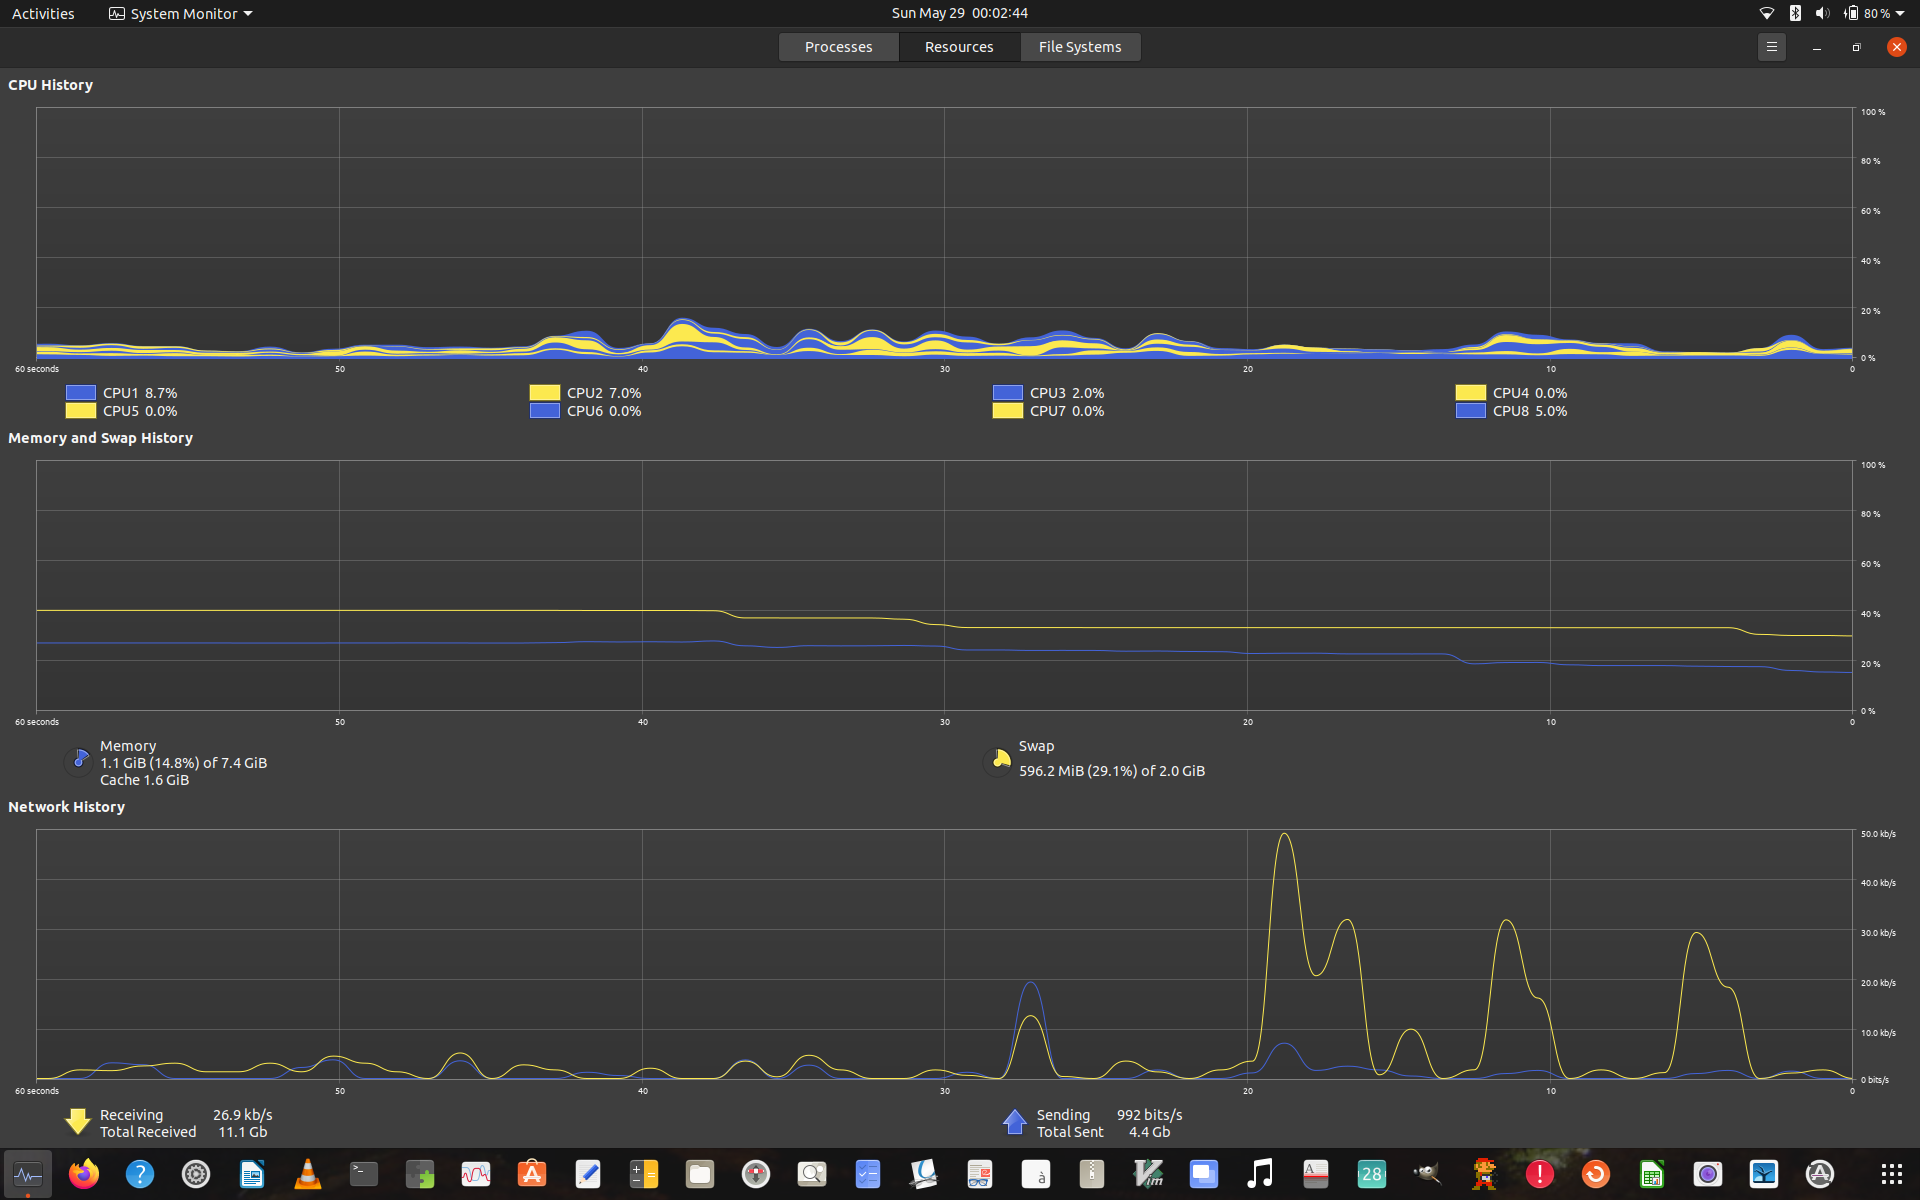 Activities System Monitor Sun May 29 00:02:44 80 %
Processes Resources File Systems
CPU History
100 %
80 %
60 %
40 %
20 %
0 %
60 seconds 50 40 30 20 10 0
CPU1 8.7% CPU2 7.0% CPU3 2.0% CPU4 0.0%
CPU5 0.0% CPU6 0.0% CPU7 0.0% CPU8 5.0%
Memory and Swap History
100 %
80 %
60 %
40 %
20 %
0 %
60 seconds 50 40 30 20 10 0
Memory
1.1 GiB (14.8%) of 7.4 GiB
Cache 1.6 GiB
Swap
596.2 MiB (29.1%) of 2.0 GiB
Network History
50.0 kb/s
40.0 kb/s
30.0 kb/s
20.0 kb/s
10.0 kb/s
0 bits/s
60 seconds 50 40 30 20 10 0
Receiving 26.9 kb/s
Total Received 11.1 Gb
Sending 992 bits/s
Total Sent 4.4 Gb
? >_ à Vim A 28 !